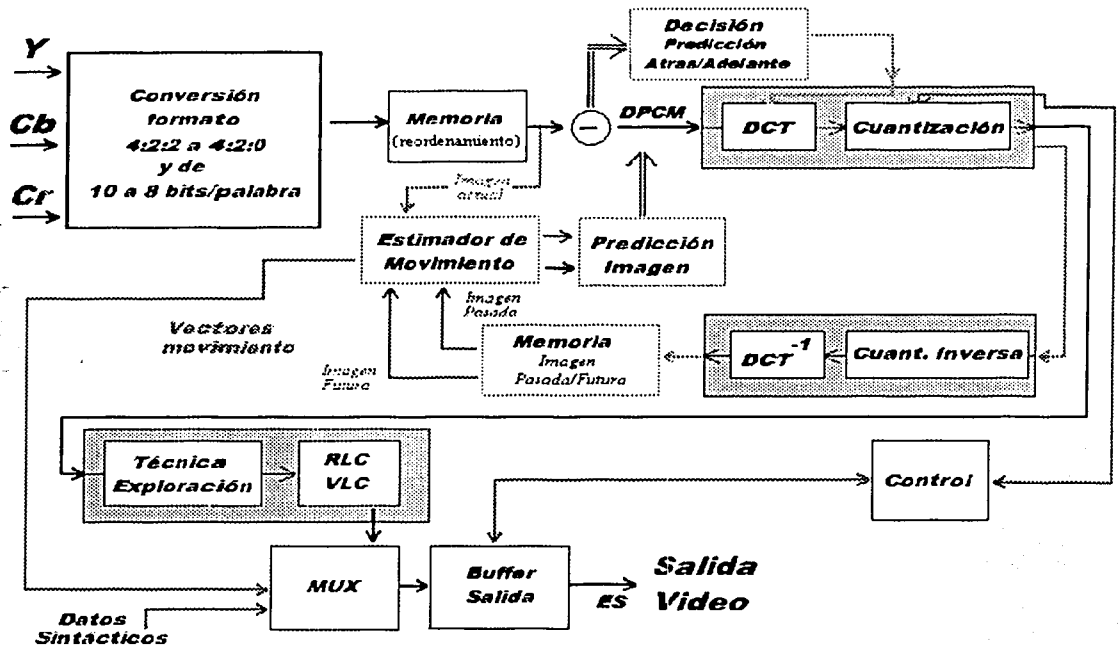 Y
Cb
Cr
Conversión
formato
4:2:2 a 4:2:0
y de
10 a 8 bits/palabra
Memoria
(reordenamiento)
Decisión
Predicción
Atras/Adelante
DPCM
DCT
Cuantización
Imagen
actual
Estimador de
Movimiento
Predicción
Imagen
Imagen
Pasada
Vectores
movimiento
Imagen
Futura
Memoria
Imagen
Pasada/Futura
DCT-1
Cuant. Inversa
Técnica
Exploración
RLC
VLC
Control
MUX
Buffer
Salida
ES
Salida
Video
Datos
Sintácticos